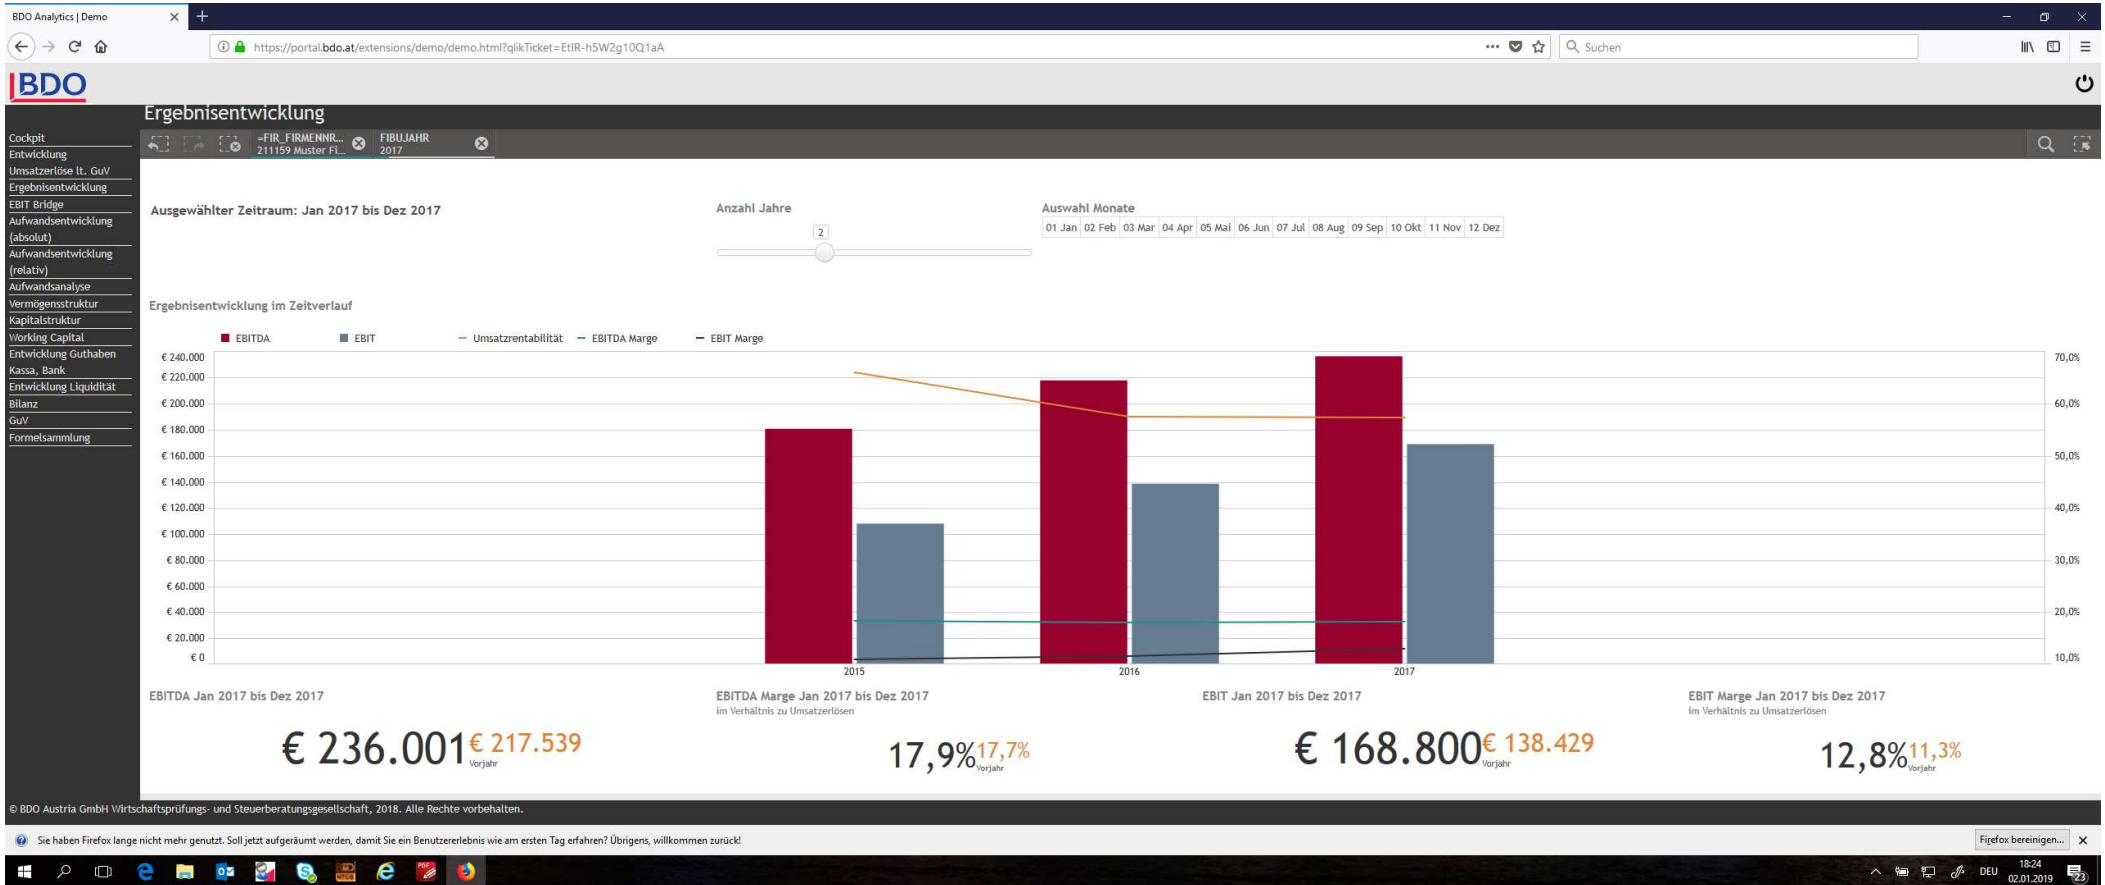 BDO Analytics | Demo
https://portal.bdo.at/extensions/demo/demo.html?qlikTicket=EtIR-hSW2g10Q1aA
Suchen
BDO
Ergebnisentwicklung
=FIR_FIRMENNR...
211159 Muster Fi...
FIBUJAHR
2017
Cockpit
Entwicklung
Umsatzerlöse lt. GuV
Ergebnisentwicklung
EBIT Bridge
Aufwandsentwicklung
(absolut)
Aufwandsentwicklung
(relativ)
Aufwandsanalyse
Vermögensstruktur
Kapitalstruktur
Working Capital
Entwicklung Guthaben
Kassa, Bank
Entwicklung Liquidität
Bilanz
GuV
Formelsammlung
Ausgewählter Zeitraum: Jan 2017 bis Dez 2017
Anzahl Jahre
2
Auswahl Monate
01 Jan 02 Feb 03 Mar 04 Apr 05 Mai 06 Jun 07 Jul 08 Aug 09 Sep 10 Okt 11 Nov 12 Dez
Ergebnisentwicklung im Zeitverlauf
EBITDA EBIT Umsatzrentabilität EBITDA Marge EBIT Marge
€ 240.000
€ 220.000
€ 200.000
€ 180.000
€ 160.000
€ 140.000
€ 120.000
€ 100.000
€ 80.000
€ 60.000
€ 40.000
€ 20.000
€ 0
70,0%
60,0%
50,0%
40,0%
30,0%
20,0%
10,0%
2015 2016 2017
EBITDA Jan 2017 bis Dez 2017
€ 236.001 € 217.539
Vorjahr
EBITDA Marge Jan 2017 bis Dez 2017
im Verhältnis zu Umsatzerlösen
17,9% 17,7%
Vorjahr
EBIT Jan 2017 bis Dez 2017
€ 168.800 € 138.429
Vorjahr
EBIT Marge Jan 2017 bis Dez 2017
im Verhältnis zu Umsatzerlösen
12,8% 11,3%
Vorjahr
© BDO Austria GmbH Wirtschaftsprüfungs- und Steuerberatungsgesellschaft, 2018. Alle Rechte vorbehalten.
Sie haben Firefox lange nicht mehr genutzt. Soll jetzt aufgeräumt werden, damit Sie ein Benutzererlebnis wie am ersten Tag erfahren? Übrigens, willkommen zurück!
Firefox bereinigen...
PDF
DEU
18:24
02.01.2019
23